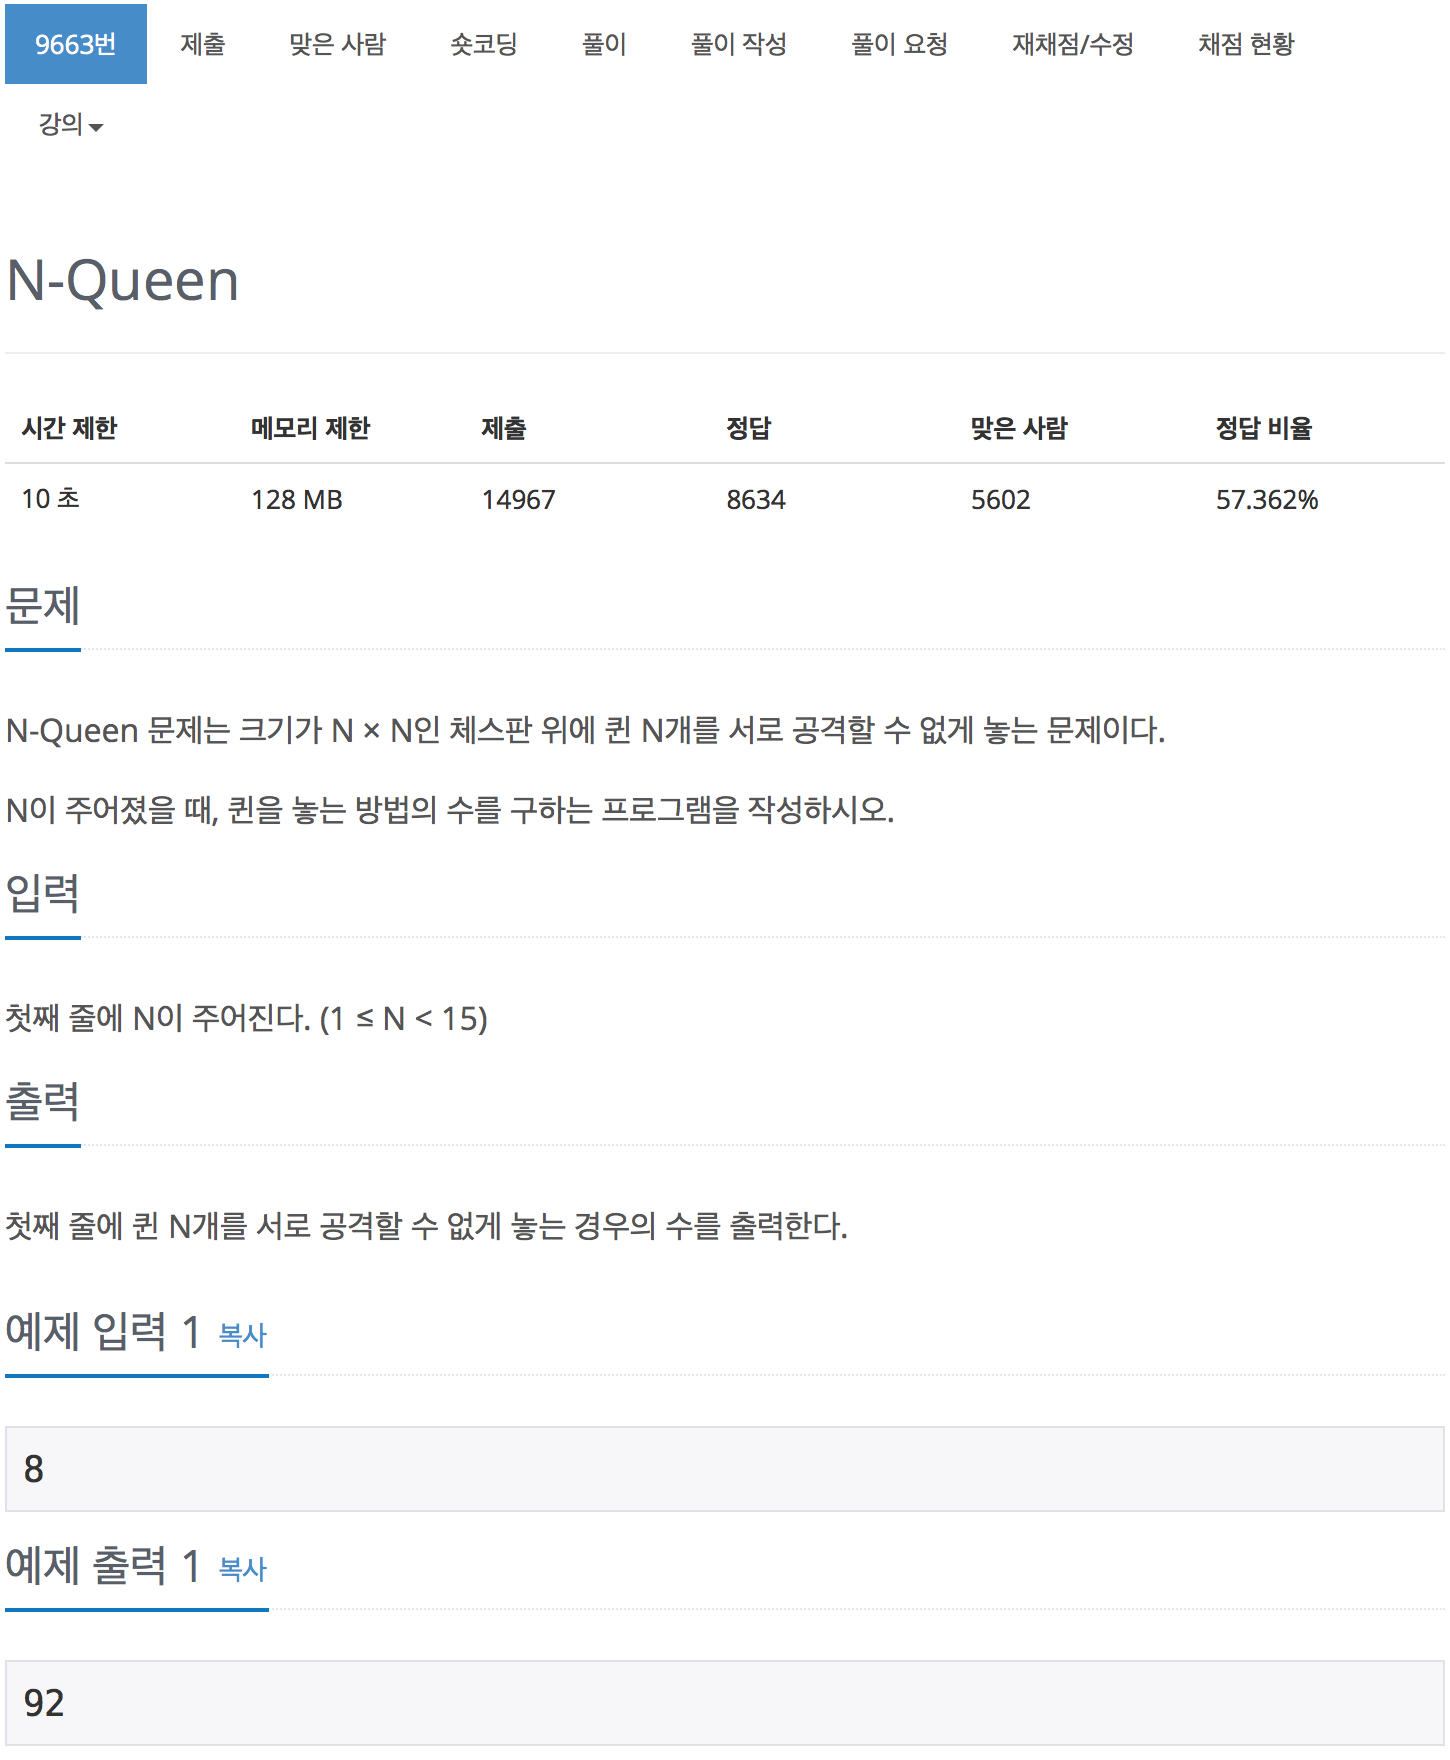 9663번 제출 맞은 사람 숏코딩 풀이 풀이 작성 풀이 요청 재채점/수정 채점 현황
강의
N-Queen
시간 제한 메모리 제한 제출 정답 맞은 사람 정답 비율
10 초 128 MB 14967 8634 5602 57.362%
문제
N-Queen 문제는 크기가 N × N인 체스판 위에 퀸 N개를 서로 공격할 수 없게 놓는 문제이다.
N이 주어졌을 때, 퀸을 놓는 방법의 수를 구하는 프로그램을 작성하시오.
입력
첫째 줄에 N이 주어진다. (1 ≤ N < 15)
출력
첫째 줄에 퀸 N개를 서로 공격할 수 없게 놓는 경우의 수를 출력한다.
예제 입력 1 복사
8
예제 출력 1 복사
92